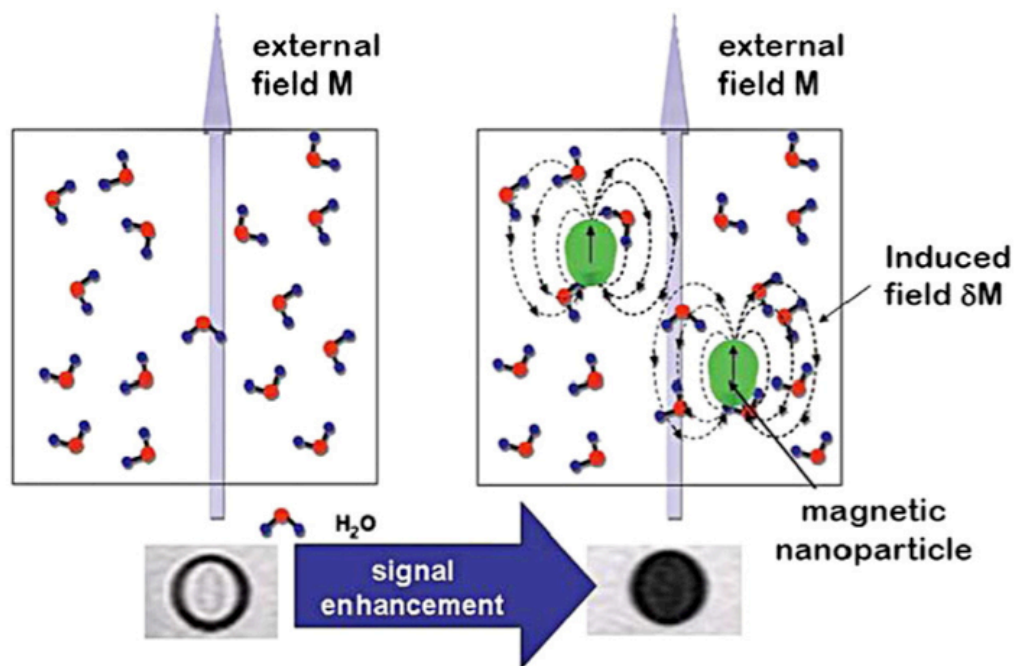 external
field M
external
field M
Induced
field δM
H₂O
magnetic
nanoparticle
signal
enhancement